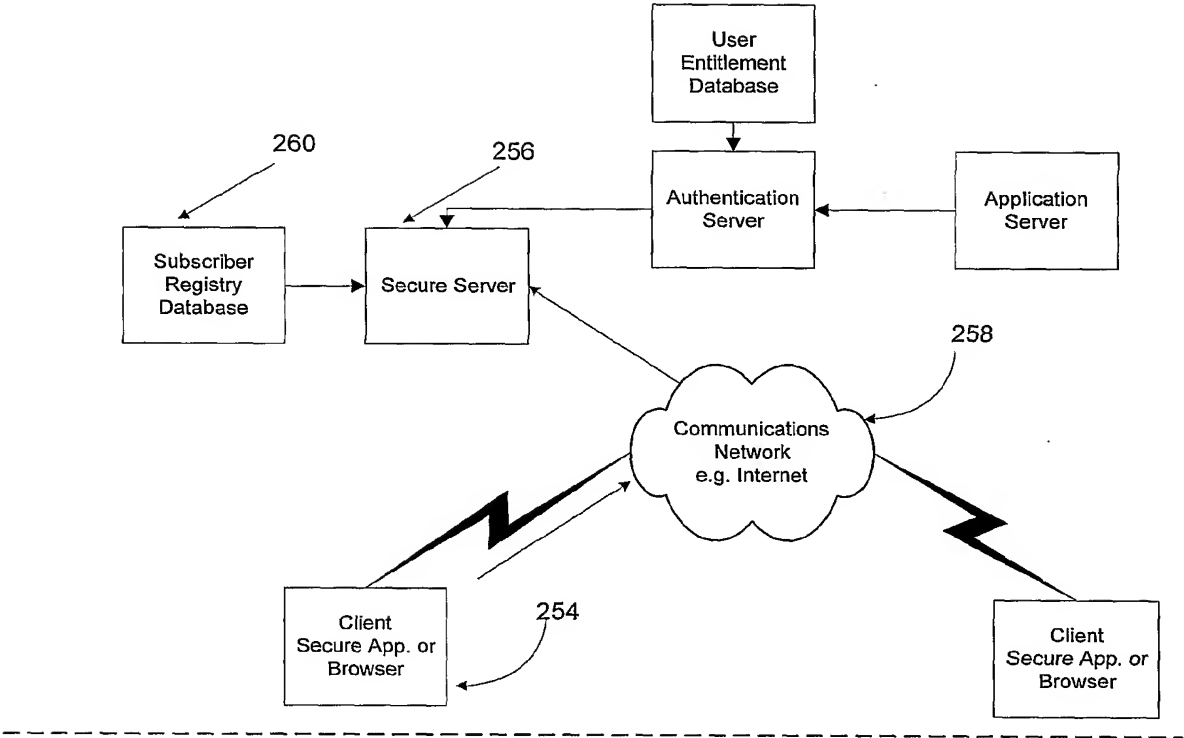 User
Entitlement
Database
260
256
Authentication
Server
Application
Server
Subscriber
Registry
Database
Secure Server
258
Communications
Network
e.g. Internet
254
Client
Secure App. or
Browser
Client
Secure App. or
Browser